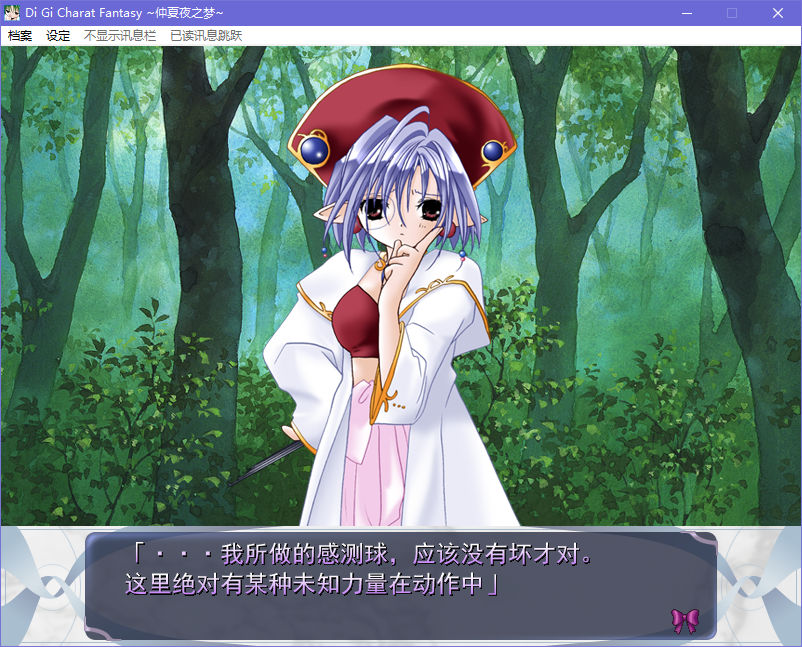 Di Gi Charat Fantasy ~仲夏夜之梦~
档案 设定 不显示讯息栏 已读讯息跳跃
「···我所做的感测球，应该没有坏才对。
这里绝对有某种未知力量在动作中」